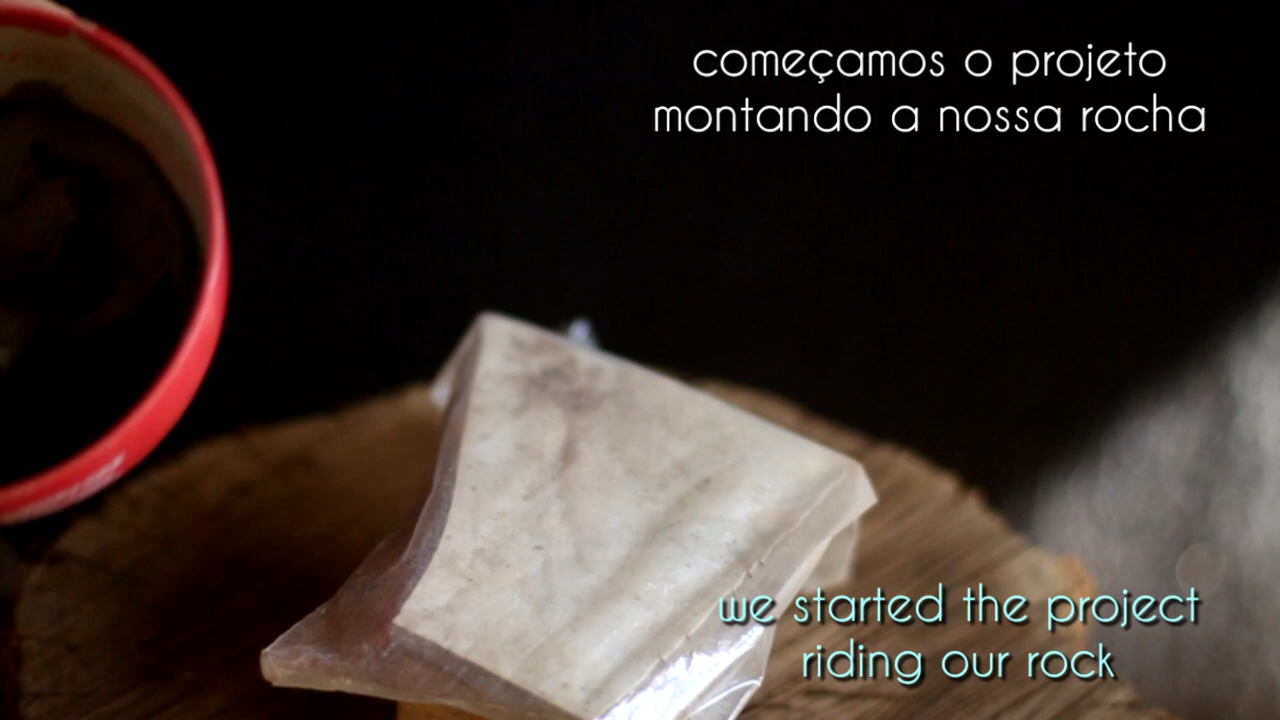 começamos o projeto
montando a nossa rocha
we started the project
riding our rock